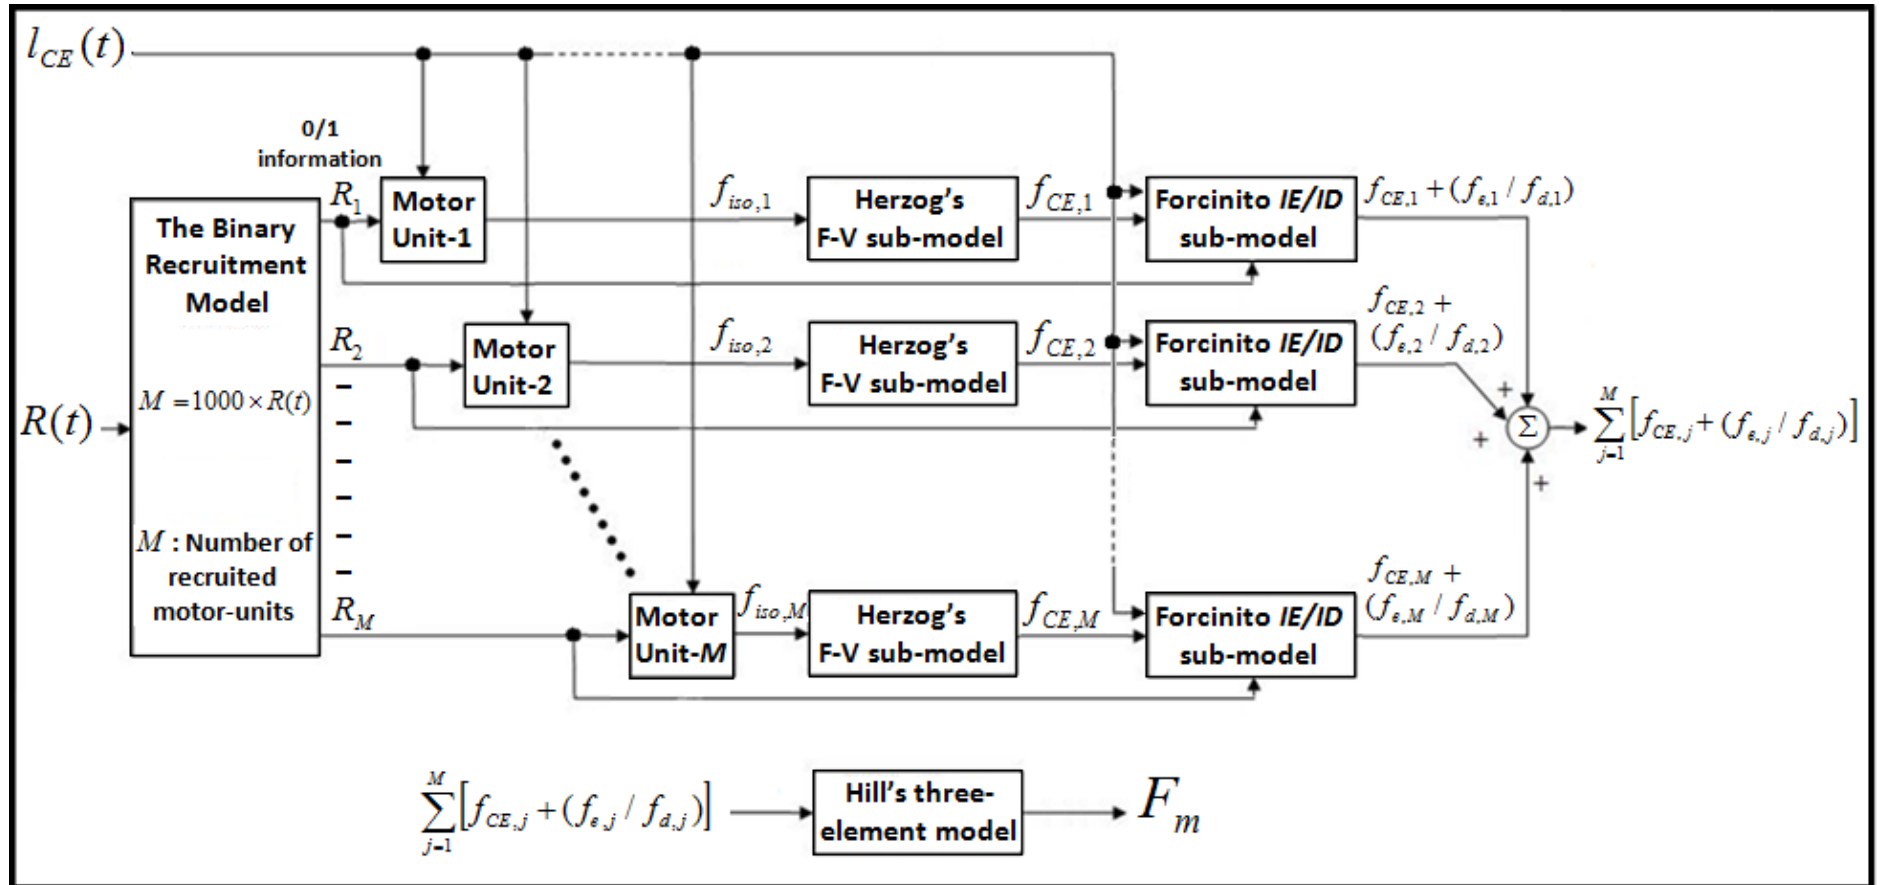 l_CE(t)
0/1
information
R_1
Motor
Unit-1
f_iso,1
Herzog's
F-V sub-model
f_CE,1
Forcinito IE/ID
sub-model
f_CE,1 + (f_e,1 / f_d,1)
The Binary
Recruitment
Model
R_2
Motor
Unit-2
f_iso,2
Herzog's
F-V sub-model
f_CE,2
Forcinito IE/ID
sub-model
f_CE,2 +
(f_e,2 / f_d,2)
M = 1000 × R(t)
R(t)
+
+
+
Σ
∑_{j=1}^{M} [f_CE,j + (f_e,j / f_d,j)]
M : Number of
recruited
motor-units
R_M
Motor
Unit-M
f_iso,M
Herzog's
F-V sub-model
f_CE,M
Forcinito IE/ID
sub-model
f_CE,M +
(f_e,M / f_d,M)
∑_{j=1}^{M} [f_CE,j + (f_e,j / f_d,j)]
Hill's three-
element model
F_m